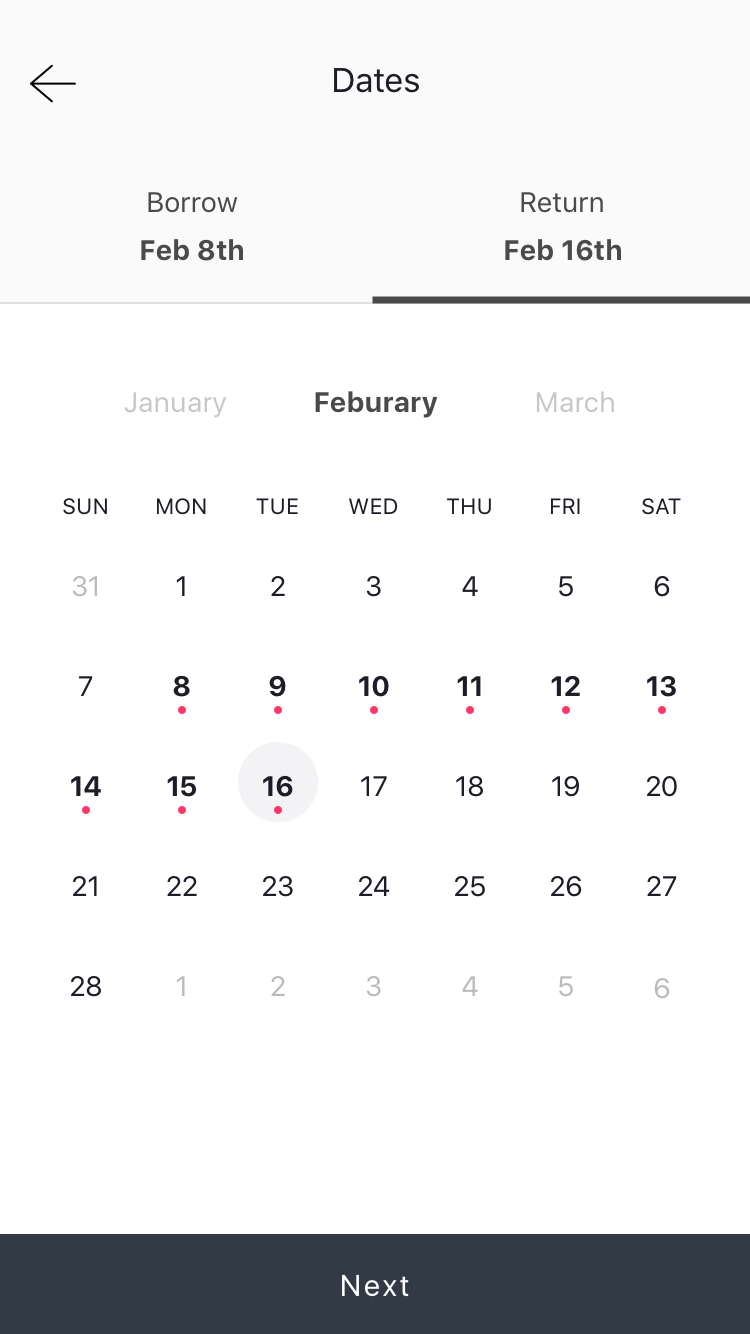 Dates
Borrow Return
Feb 8th Feb 16th
January Feburary March
SUN MON TUE WED THU FRI SAT
31 1 2 3 4 5 6
7 8 9 10 11 12 13
14 15 16 17 18 19 20
21 22 23 24 25 26 27
28 1 2 3 4 5 6
Next